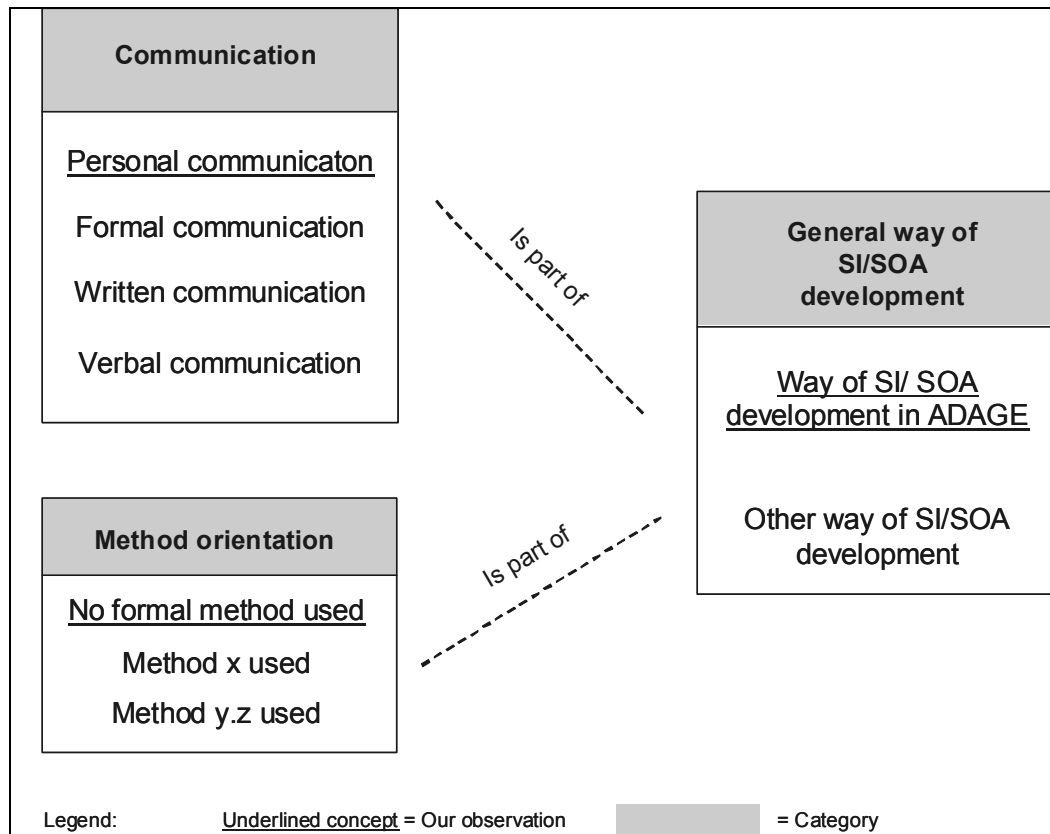 Communication
Personal communicaton
Formal communication
Written communication
Verbal communication
Is part of
General way of
SI/SOA
development
Way of SI/ SOA
development in ADAGE
Other way of SI/SOA
development
Method orientation
No formal method used
Method x used
Method y.z used
Is part of
Legend: Underlined concept = Our observation = Category